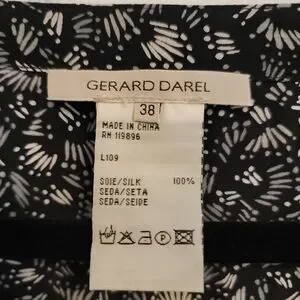 GERARD DAREL
38
MADE IN CHINA
RN 119896
L109
SOIE/SILK 100%
SEDA/SETA
SEDA/SEIDE